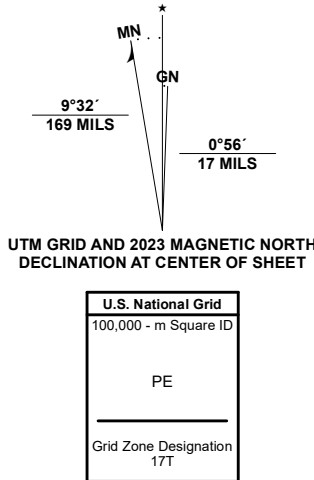 ★
MN
GN
9°32´
169 MILS
0°56´
17 MILS
UTM GRID AND 2023 MAGNETIC NORTH
DECLINATION AT CENTER OF SHEET
U.S. National Grid
100,000 - m Square ID
PE
Grid Zone Designation
17T